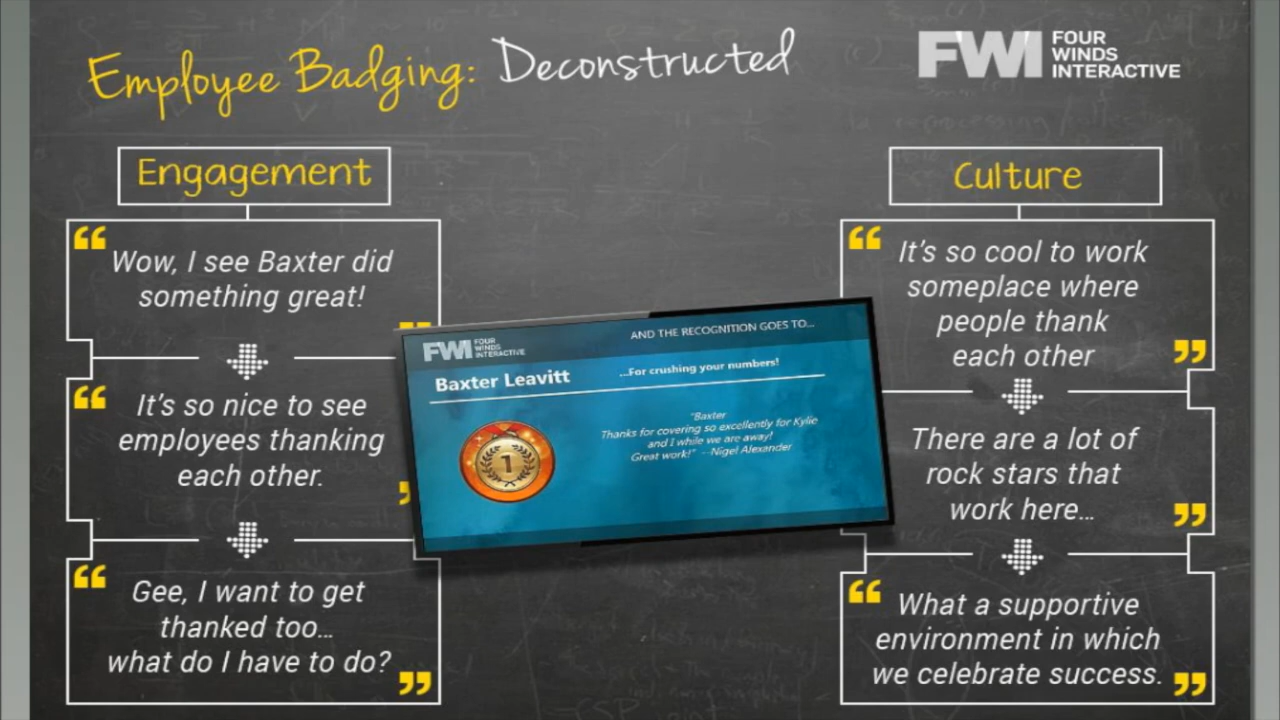 Employee Badging: Deconstructed
FWI FOUR
WINDS
INTERACTIVE
Engagement
“ Wow, I see Baxter did
something great! ”
“ It's so nice to see
employees thanking
each other. ”
“ Gee, I want to get
thanked too...
what do I have to do? ”
FWI FOUR
WINDS
INTERACTIVE
AND THE RECOGNITION GOES TO...
Baxter Leavitt
...For crushing your numbers!
1
"Baxter
Thanks for covering so excellently for Kylie
and I while we are away!
Great work!" --Nigel Alexander
Culture
“ It's so cool to work
someplace where
people thank
each other ”
There are a lot of
rock stars that
work here... ”
“ What a supportive
environment in which
we celebrate success. ”